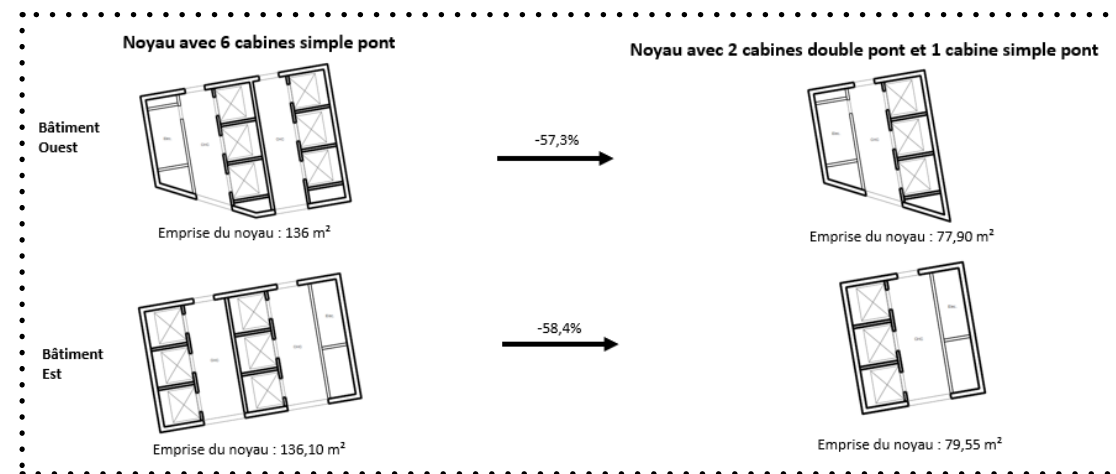 Noyau avec 6 cabines simple pont
Noyau avec 2 cabines double pont et 1 cabine simple pont
Bâtiment
Ouest
-57,3%
Emprise du noyau : 136 m²
Emprise du noyau : 77,90 m²
Bâtiment
Est
-58,4%
Emprise du noyau : 136,10 m²
Emprise du noyau : 79,55 m²